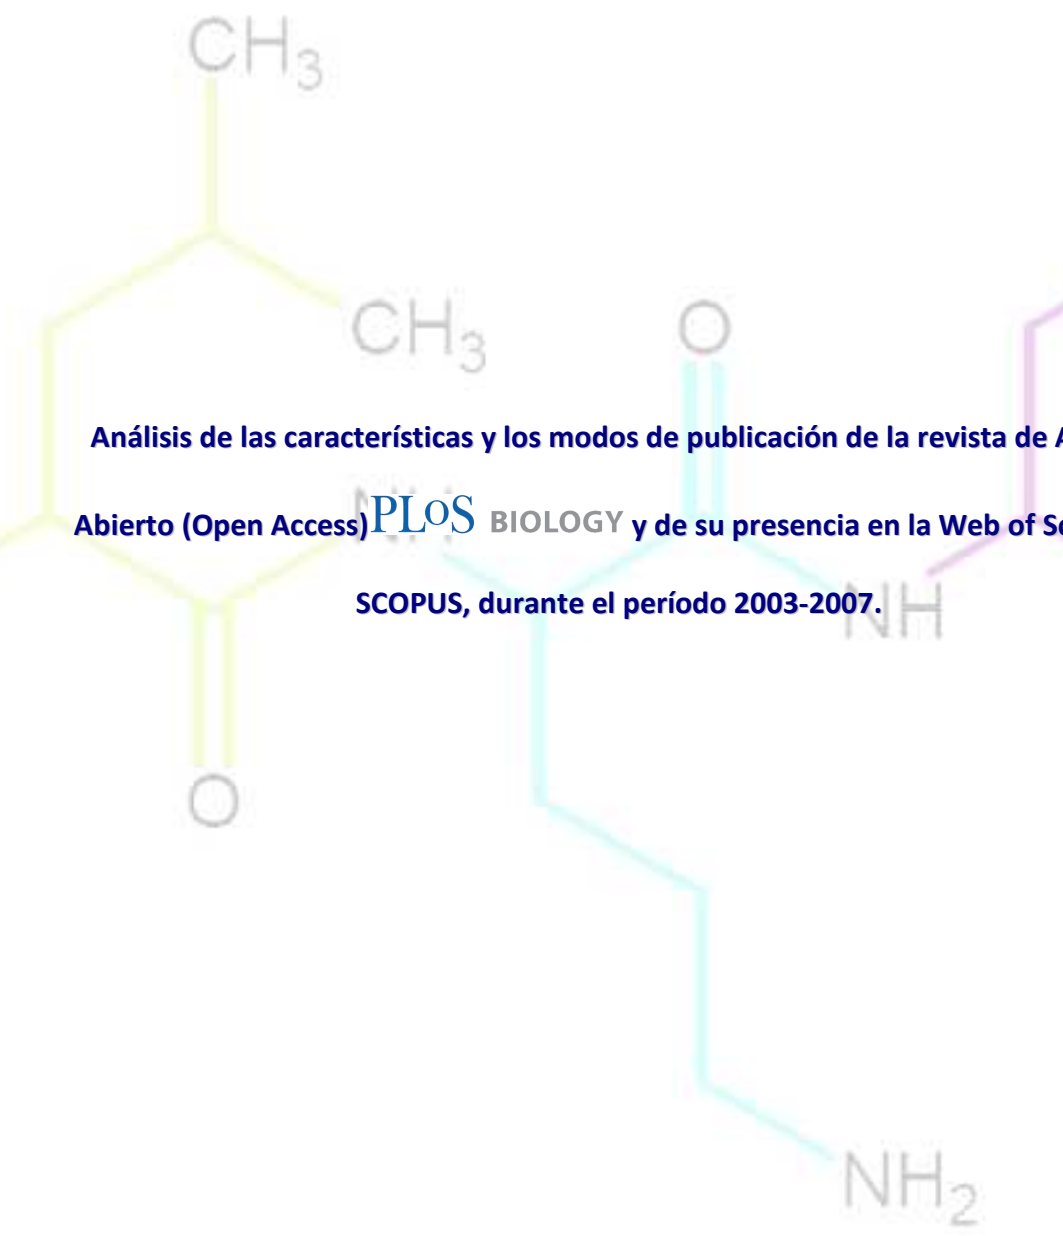 CH3
CH3
O
Análisis de las características y los modos de publicación de la revista de
Abierto (Open Access) PLoS BIOLOGY y de su presencia en la Web of
SCOPUS, durante el período 2003-2007.
NH
O
NH2